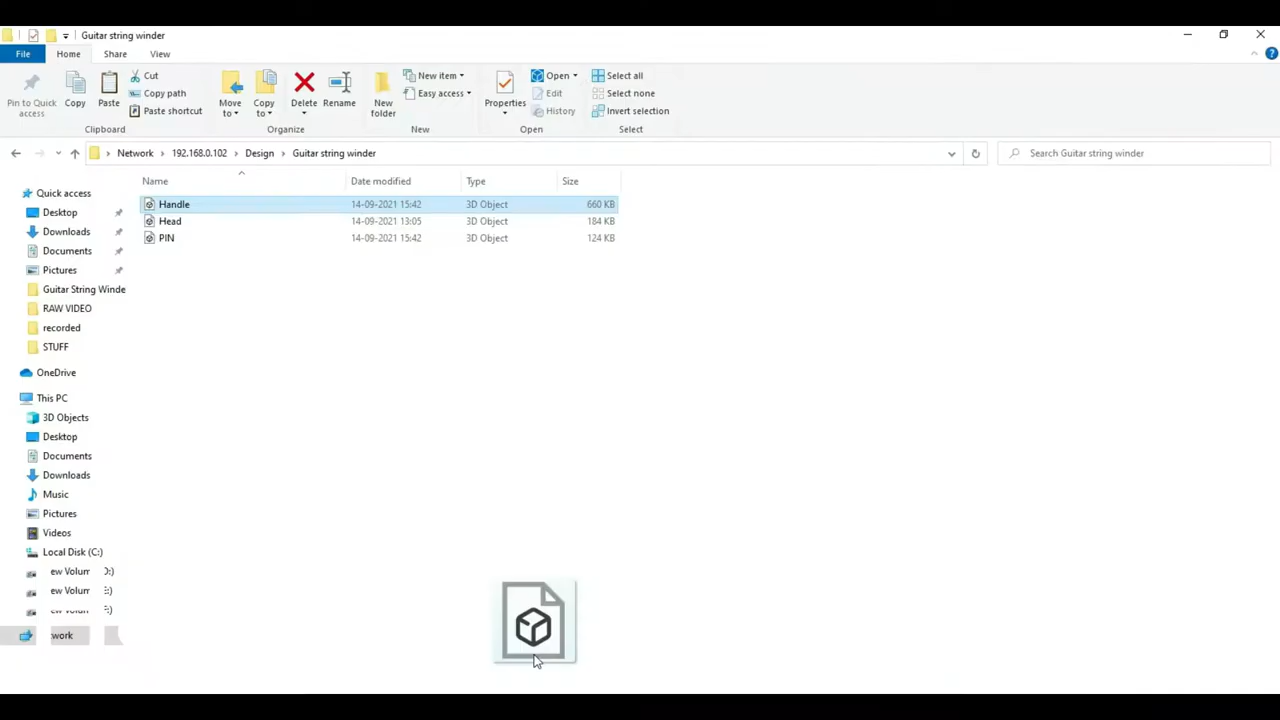 Guitar string winder
File Home Share View
Pin to Quick access
Copy
Paste
Cut
Copy path
Paste shortcut
Clipboard
Move to
Copy to
Delete
Rename
Organize
New folder
New item
Easy access
New
Properties
Open
Edit
History
Open
Select all
Select none
Invert selection
Select
Network 192.168.0.102 Design Guitar string winder
Search Guitar string winder
Name Date modified Type Size
Handle 14-09-2021 15:42 3D Object 660 KB
Head 14-09-2021 13:05 3D Object 184 KB
PIN 14-09-2021 15:42 3D Object 124 KB
Quick access
Desktop
Downloads
Documents
Pictures
Guitar String Winde
RAW VIDEO
recorded
STUFF
OneDrive
This PC
3D Objects
Desktop
Documents
Downloads
Music
Pictures
Videos
Local Disk (C:)
ew Volum D:)
ew Volum
work